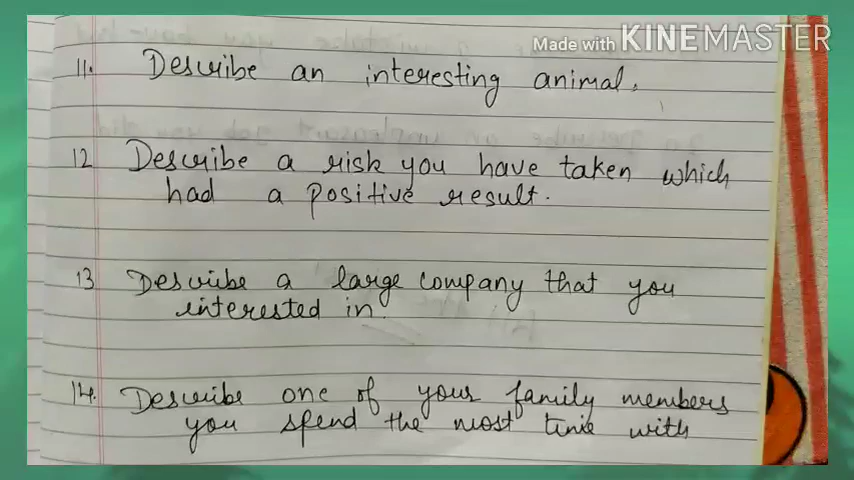 Made with KINEMASTER
11. Describe an interesting animal.
12 Describe a risk you have taken which
had a positive result.
13 Describe a large company that you
interested in.
14. Describe one of your family members
you spend the most time with